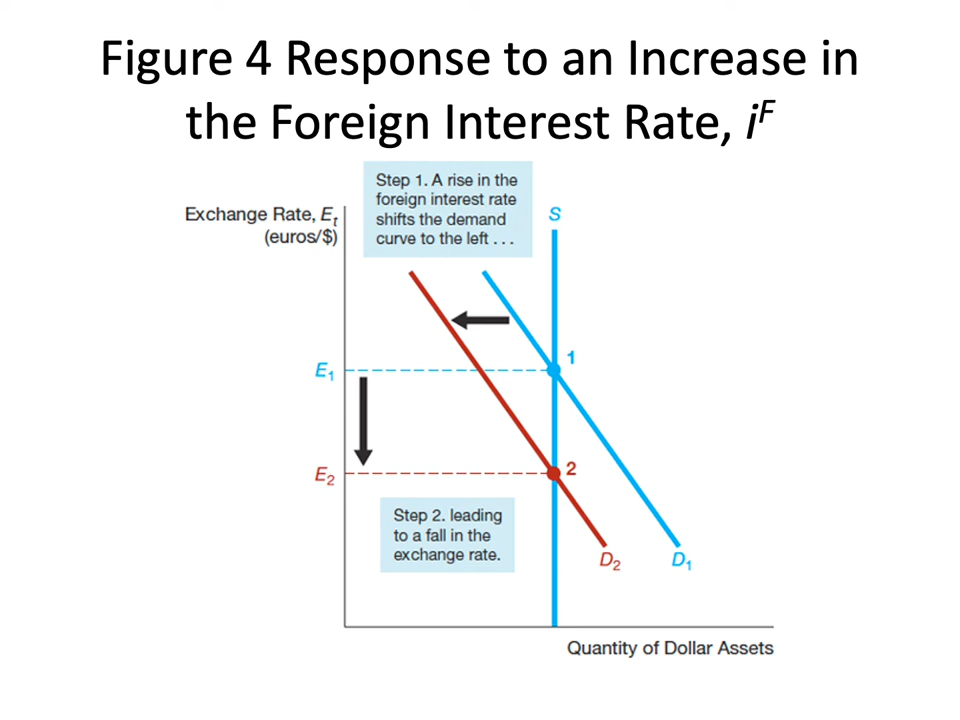 Figure 4 Response to an Increase in
the Foreign Interest Rate, i^F
Step 1. A rise in the
foreign interest rate
shifts the demand
curve to the left . . .
Exchange Rate, Eₜ
(euros/$)
S
1
E₁
2
E₂
Step 2. leading
to a fall in the
exchange rate.
D₂
D₁
Quantity of Dollar Assets